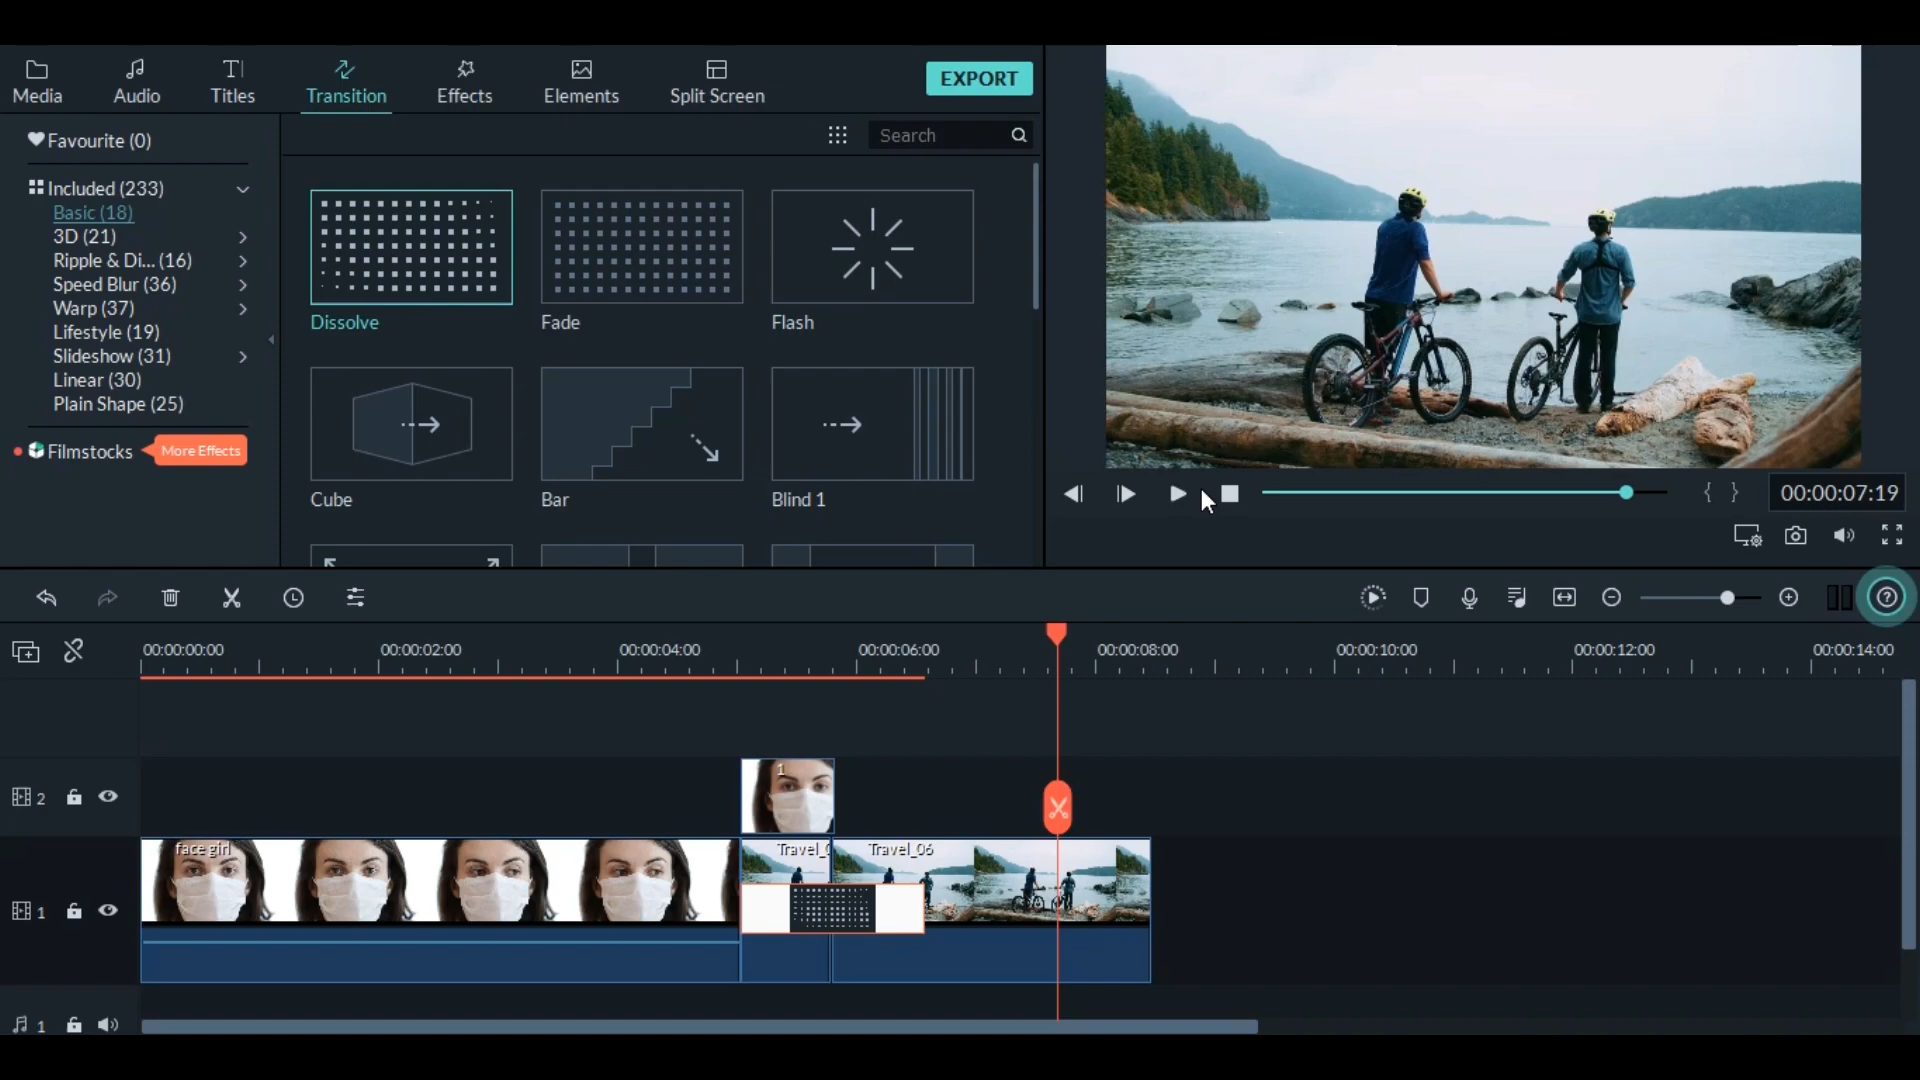 Media
Audio
Titles
Transition
Effects
Elements
Split Screen
EXPORT
Favourite (0)
Search
Included (233)
Basic (18)
3D (21)
Ripple & Di... (16)
Speed Blur (36)
Warp (37)
Lifestyle (19)
Slideshow (31)
Linear (30)
Plain Shape (25)
Filmstocks
More Effects
Dissolve
Fade
Flash
Cube
Bar
Blind 1
{ }
00:00:07:19
00:00:00:00
00:00:02:00
00:00:04:00
00:00:06:00
00:00:08:00
00:00:10:00
00:00:12:00
00:00:14:00
2
1
1
face girl
Travel_0
Travel_06
1